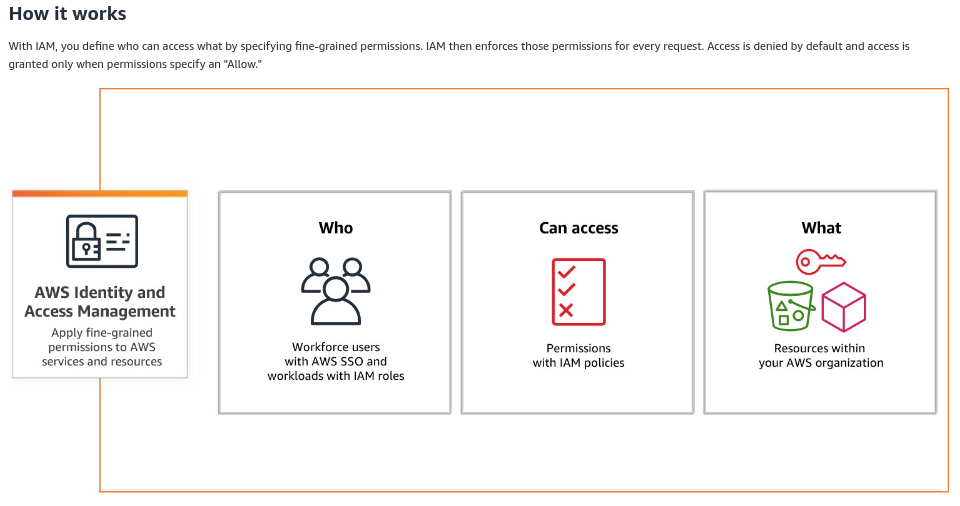 How it works
With IAM, you define who can access what by specifying fine-grained permissions. IAM then enforces those permissions for every request. Access is denied by default and access is
granted only when permissions specify an "Allow."
AWS Identity and
Access Management
Apply fine-grained
permissions to AWS
services and resources
Who
Workforce users
with AWS SSO and
workloads with IAM roles
Can access
Permissions
with IAM policies
What
Resources within
your AWS organization